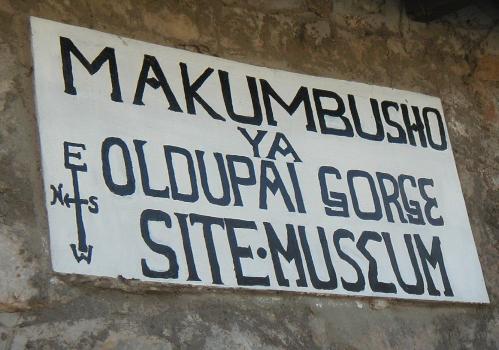 MAKUMBUSHO
YA
OLDUPAI GORGE
SITE·MUSEUM
E
N S
W